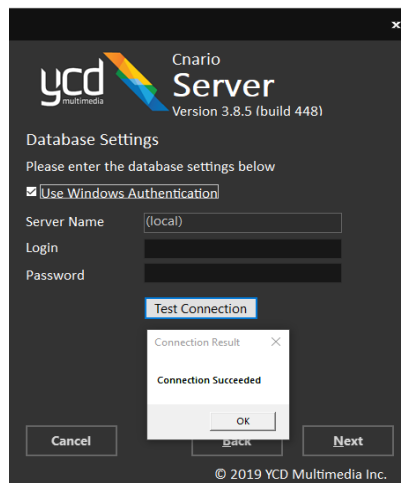 ×
ycd
multimedia
Cnario
Server
Version 3.8.5 (build 448)
Database Settings
Please enter the database settings below
Use Windows Authentication
Server Name
(local)
Login
Password
Test Connection
Connection Result
×
Connection Succeeded
OK
Cancel
Back
Next
© 2019 YCD Multimedia Inc.